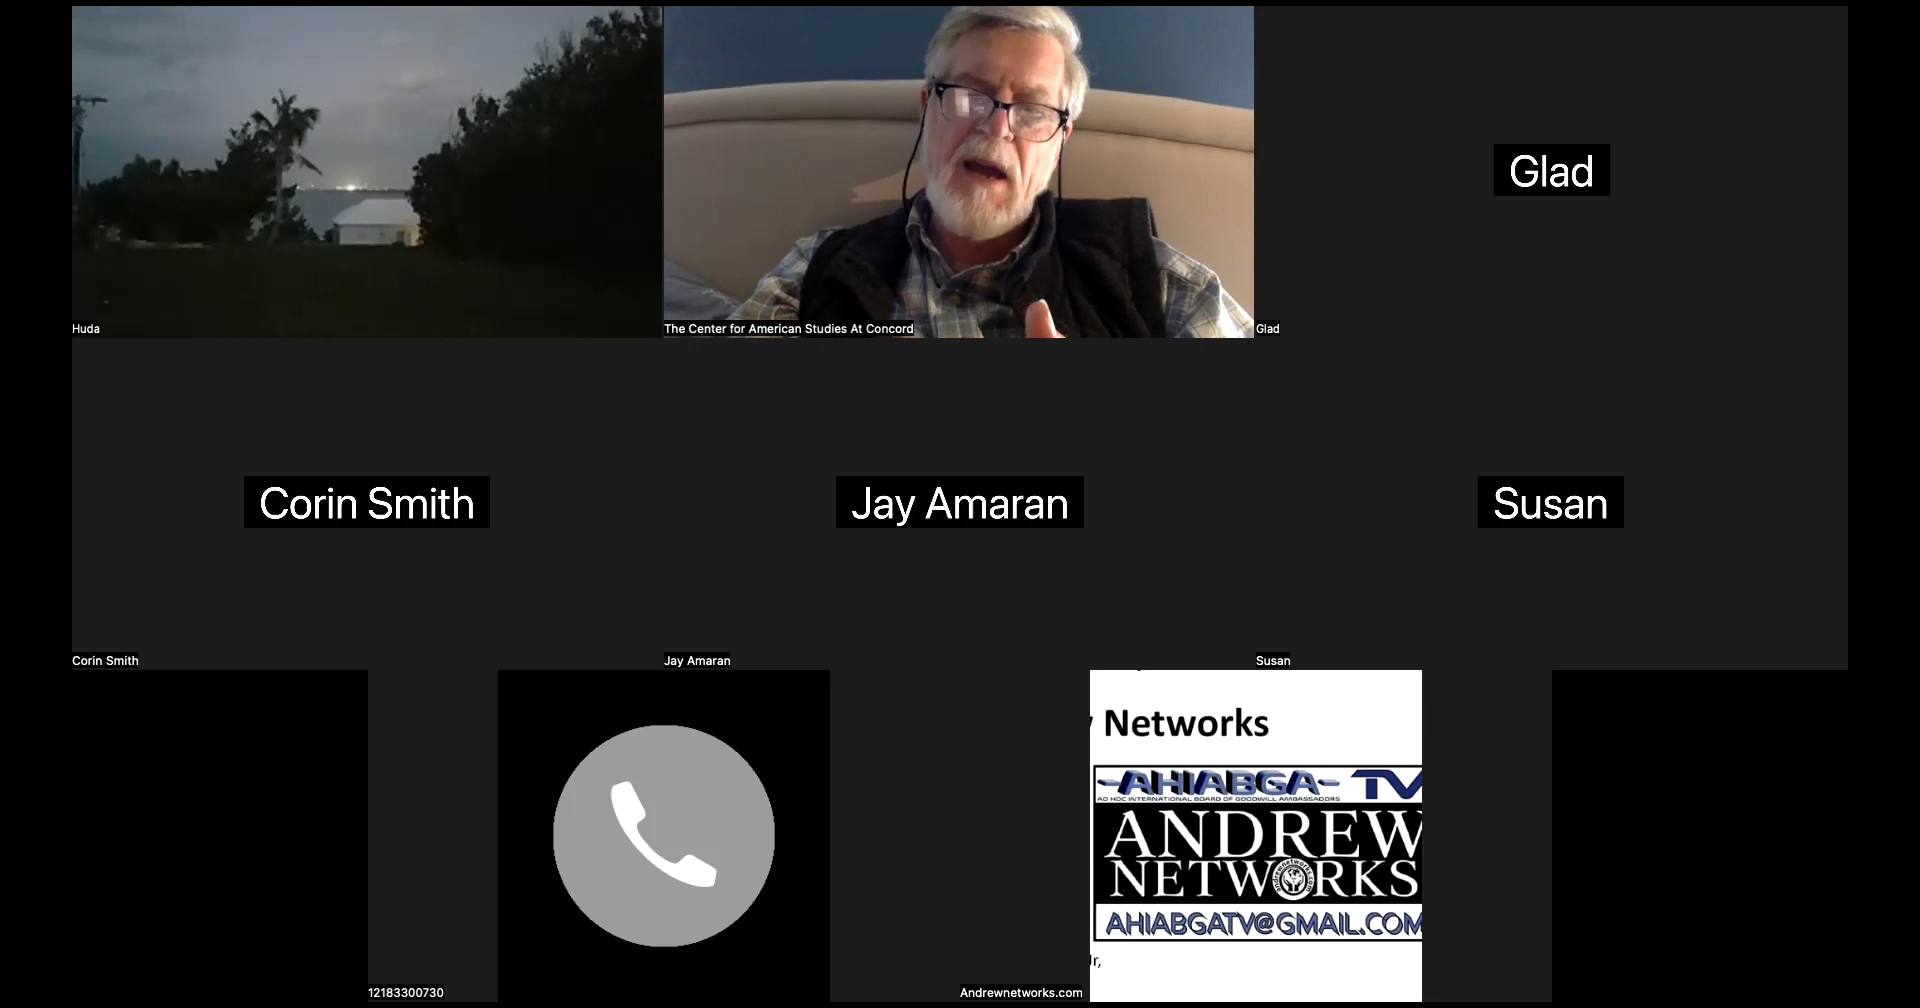 Huda
The Center for American Studies At Concord
Glad
Glad
Corin Smith
Jay Amaran
Susan
Corin Smith
Jay Amaran
Susan
Networks
-AHIABGA- TV
AD HOC INTERNATIONAL BOARD OF GOODWILL AMBASSADORS
ANDREW
NETWORKS
AHIABGATV@GMAIL.COM
Jr,
12183300730
Andrewnetworks.com